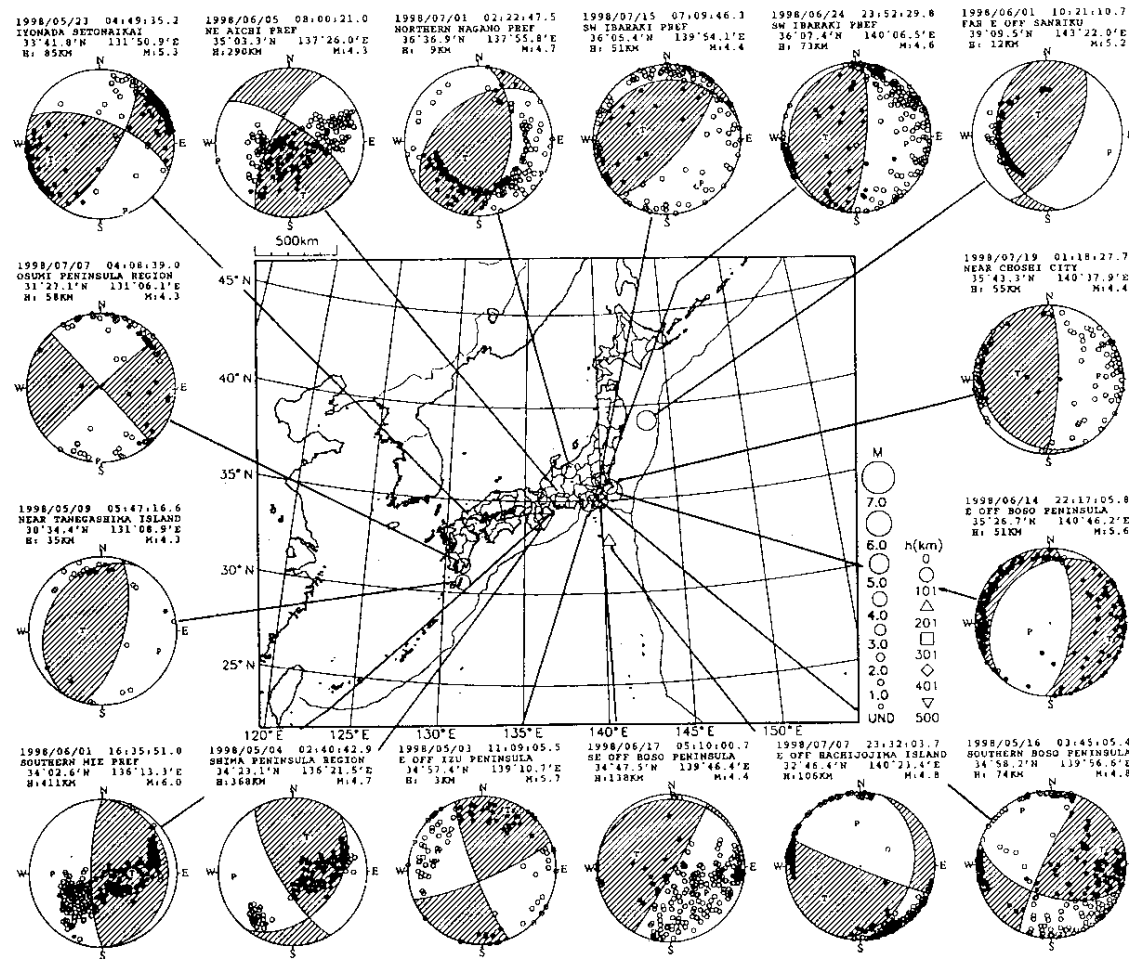 1998/05/23 04:49:35.2
IYONADA SETONAIKAI
33°41.8'N 131°50.9'E
H: 85KM M:5.3
1998/06/05 08:00:21.0
NE AICHI PREF
35°03.3'N 137°26.0'E
H:296KM M:4.3
1998/07/01 02:22:47.5
NORTHERN NAGANO PREF
36°36.9'N 137°55.8'E
H: 9KM M:4.7
1998/07/15 07:09:46.3
SW IBARAKI PREF
36°05.4'N 139°54.1'E
H: 51KM M:4.4
1998/06/24 23:52:29.8
SW IBARAKI PREF
36°07.4'N 140°06.5'E
H: 73KM M:4.6
1998/06/01 10:21:10.7
FAR E OFF SANRIKU
39°09.5'N 143°22.0'E
H: 12KM M:5.2
N
W
E
S
T
P
500km
1998/07/07 04:08:39.0
OSUMI PENINSULA REGION
31°27.1'N 131°06.1'E
H: 58KM M:4.3
1998/07/19 01:18:27.7
NEAR CHOSHI CITY
35°43.3'N 140°37.9'E
H: 55KM M:4.4
1998/05/09 05:47:16.6
NEAR TANEGASHIMA ISLAND
30°34.4'N 131°08.9'E
H: 35KM M:4.3
1998/06/14 22:17:05.8
E OFF BOSO PENINSULA
35°26.7'N 140°46.2'E
H: 51KM M:5.6
45°N
40°N
35°N
30°N
25°N
120°E
125°E
130°E
135°E
140°E
145°E
150°E
M
7.0
6.0
5.0
4.0
3.0
2.0
1.0
UND
h(km)
0
101
201
301
401
500
1998/06/01 16:35:51.0
SOUTHERN MIE PREF
34°02.6'N 136°13.3'E
H:411KM M:6.0
1998/05/04 02:40:42.9
SHIMA PENINSULA REGION
34°23.1'N 136°21.5'E
H:368KM M:4.7
1998/05/03 11:09:05.5
E OFF IZU PENINSULA
34°57.4'N 139°10.7'E
H: 3KM M:5.7
1998/06/17 05:10:00.7
SE OFF BOSO PENINSULA
34°47.5'N 139°46.4'E
H:138KM M:4.4
1998/07/07 23:32:03.7
E OFF HACHIJOJIMA ISLAND
32°46.4'N 140°23.4'E
H:106KM M:4.8
1998/05/16 03:45:05.4
SOUTHERN BOSO PENINSULA
34°58.2'N 139°56.6'E
H: 74KM M:4.8